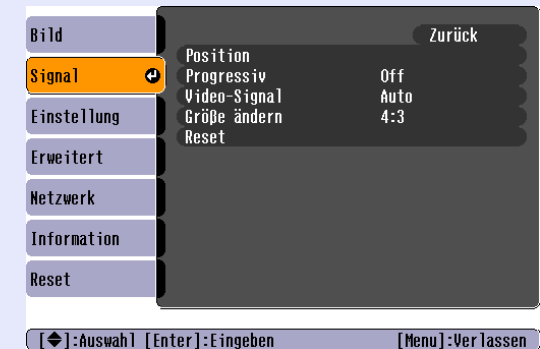 Bild
Signal
Einstellung
Erweitert
Netzwerk
Information
Reset
Zurück
Position
Progressiv Off
Video-Signal Auto
Größe ändern 4:3
Reset
[◆]:Auswahl [Enter]:Eingeben [Menu]:Verlassen